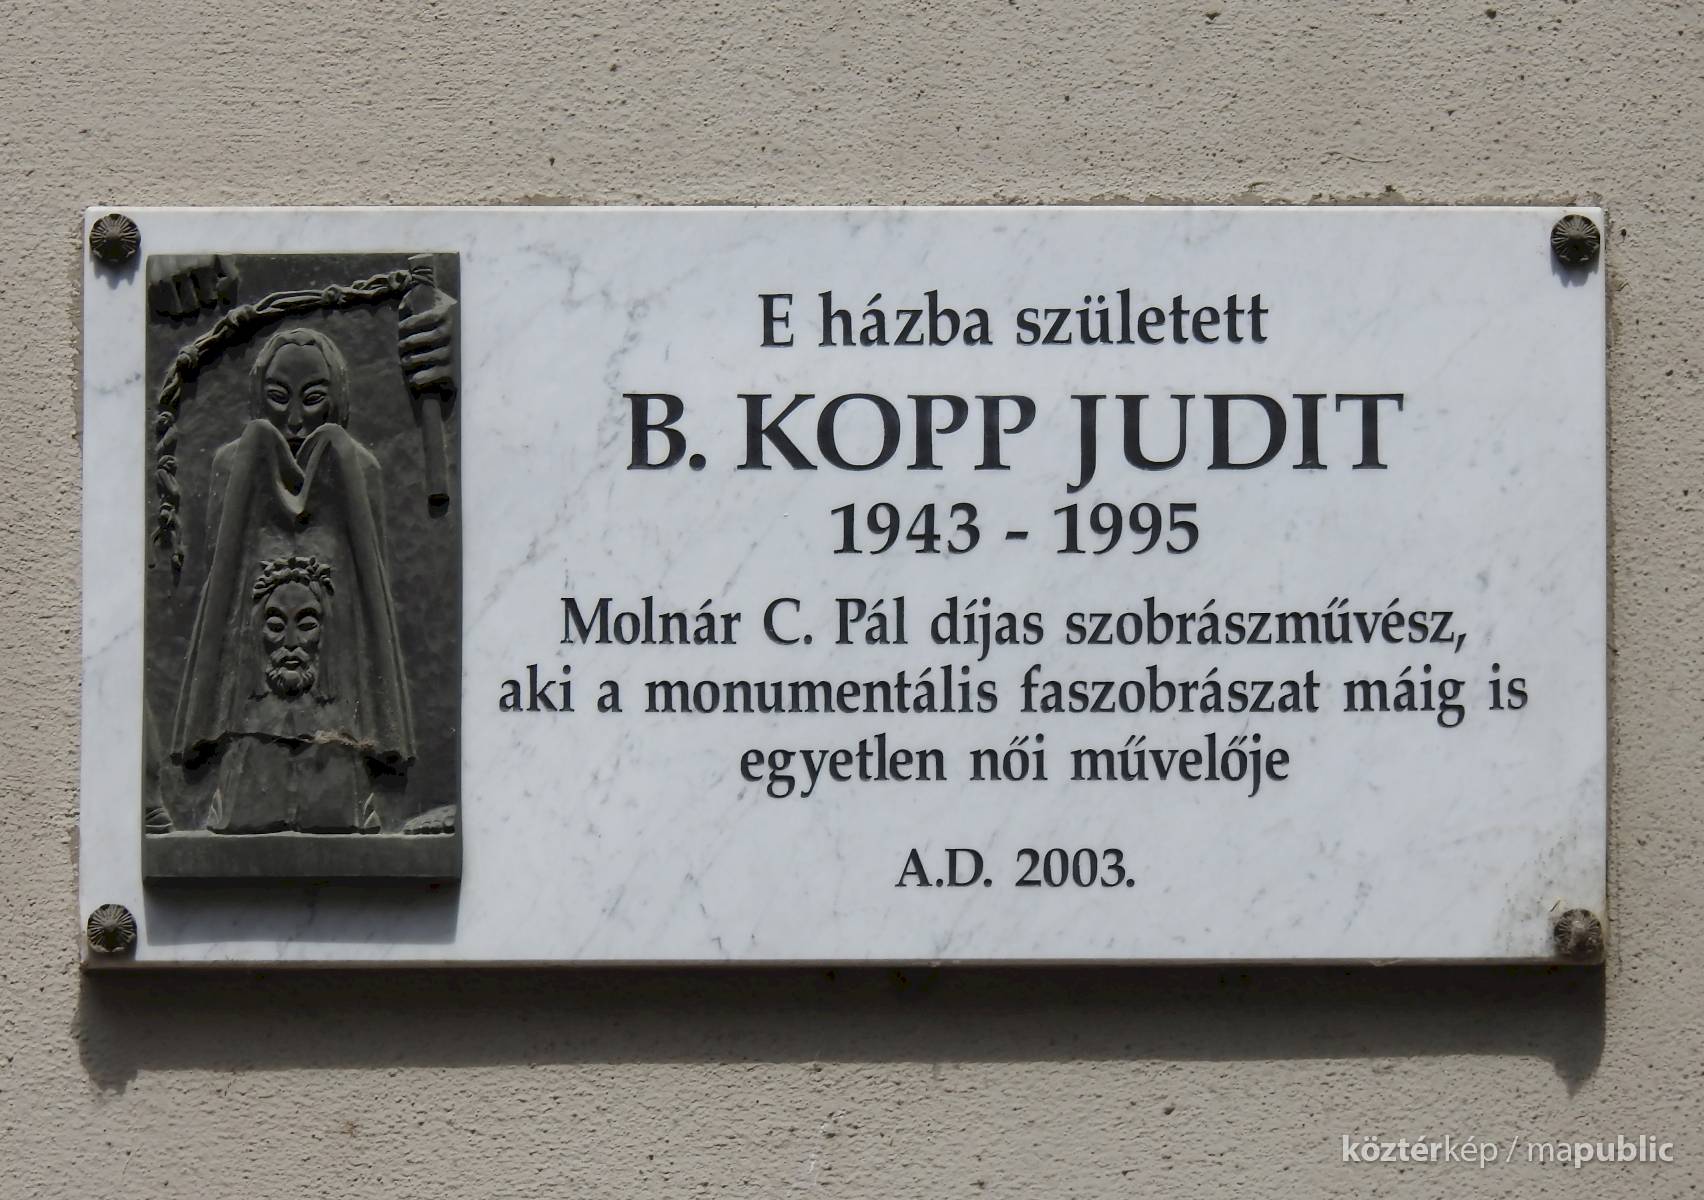 E házba született
B. KOPP JUDIT
1943 - 1995
Molnár C. Pál díjas szobrászművész,
aki a monumentális faszobrászat máig is
egyetlen női művelője
A.D. 2003.
köztérkép / mapublic